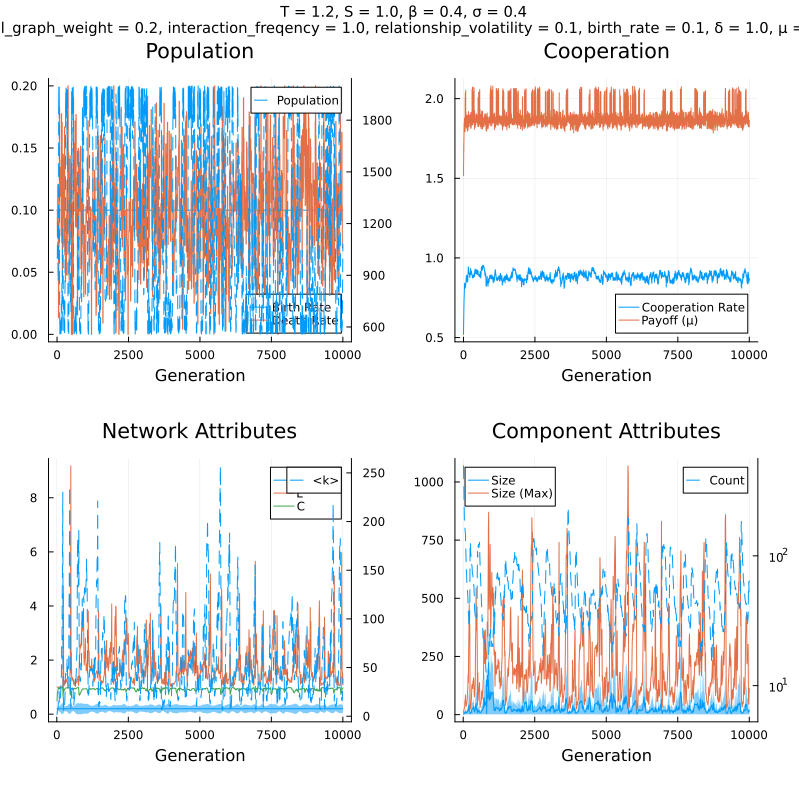 T = 1.2, S = 1.0, β = 0.4, σ = 0.4
l_graph_weight = 0.2, interaction_freqency = 1.0, relationship_volatility = 0.1, birth_rate = 0.1, δ = 1.0, μ =
Population
Cooperation
0.20
0.15
0.10
0.05
0.00
1800
1500
1200
900
600
Population
Birth Rate
Death Rate
0 2500 5000 7500 10000
Generation
2.0
1.5
1.0
0.5
Cooperation Rate
Payoff (μ)
0 2500 5000 7500 10000
Generation
Network Attributes
Component Attributes
8
6
4
2
0
250
200
150
100
50
0
<k>
L
C
0 2500 5000 7500 10000
Generation
1000
750
500
250
0
Size
Size (Max)
Count
10²
10¹
0 2500 5000 7500 10000
Generation